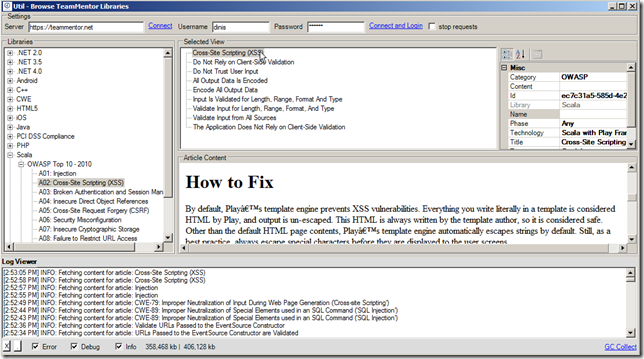 Util - Browse TeamMentor Libraries
Settings
Server https://teammentor.net Connect Username dinis Password ****** Connect and Login stop requests
Libraries
.NET 2.0
.NET 3.5
.NET 4.0
Android
C++
CWE
HTML5
iOS
Java
PCI DSS Compliance
PHP
Scala
OWASP Top 10 - 2010
A01: Injection
A02: Cross-Site Scripting (XSS)
A03: Broken Authentication and Session Man
A04: Insecure Direct Object References
A05: Cross-Site Request Forgery (CSRF)
A06: Security Misconfiguration
A07: Insecure Cryptographic Storage
A08: Failure to Restrict URL Access
Selected View
Cross-Site Scripting (XSS)
Do Not Rely on Client-Side Validation
Do Not Trust User Input
All Output Data is Encoded
Encode All Output Data
Input Is Validated for Length, Range, Format And Type
Validate Input for Length, Range, Format, And Type
Validate Input from All Sources
The Application Does Not Rely on Client-Side Validation
Misc
Category OWASP
Content
Id ec7c31a5-585d-4e2
Library Scala
Name
Phase Any
Technology Scala with Play Fram
Title Cross-Site Scripting
Article Content
How to Fix
By default, Playâ€™s template engine prevents XSS vulnerabilities. Everything you write literally in a template is considered
HTML by Play, and output is un-escaped. This HTML is always written by the template author, so it is considered safe.
Other than the default HTML page contents, Playâ€™s template engine automatically escapes strings by default. Still, as a
best practice, always escape special characters before they are displayed to the user screens.
Log Viewer
[2:53:05 PM] INFO: Fetching content for article: Cross-Site Scripting (XSS)
[2:52:58 PM] INFO: Fetching content for article: Cross-Site Scripting (XSS)
[2:52:57 PM] INFO: Fetching content for article: Injection
[2:52:55 PM] INFO: Fetching content for article: Injection
[2:52:49 PM] INFO: Fetching content for article: CWE-79: Improper Neutralization of Input During Web Page Generation ('Cross-site Scripting')
[2:52:44 PM] INFO: Fetching content for article: CWE-89: Improper Neutralization of Special Elements used in an SQL Command ('SQL Injection')
[2:52:43 PM] INFO: Fetching content for article: CWE-89: Improper Neutralization of Special Elements used in an SQL Command ('SQL Injection')
[2:52:36 PM] INFO: Fetching content for article: Validate URLs Passed to the EventSource Constructor
[2:52:34 PM] INFO: Fetching content for article: URLs Passed to the EventSource Constructor are Validated
X Error Debug Info 358,468 kb | 406,128 kb GC Collect